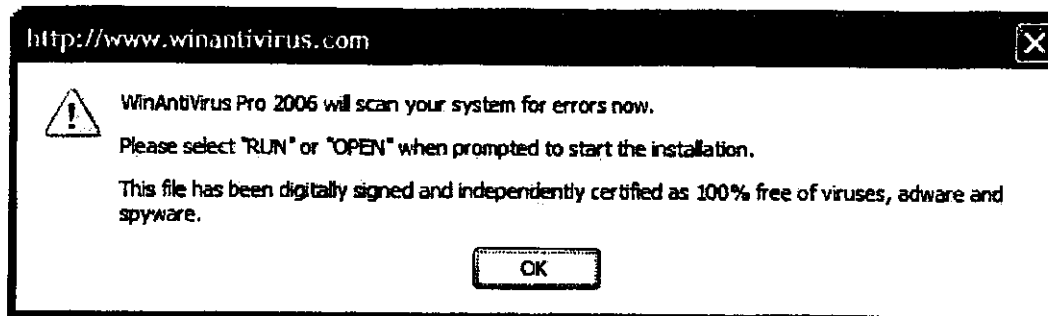 http://www.winantivirus.com
WinAntiVirus Pro 2006 will scan your system for errors now.
Please select "RUN" or "OPEN" when prompted to start the installation.
This file has been digitally signed and independently certified as 100% free of viruses, adware and
spyware.
OK